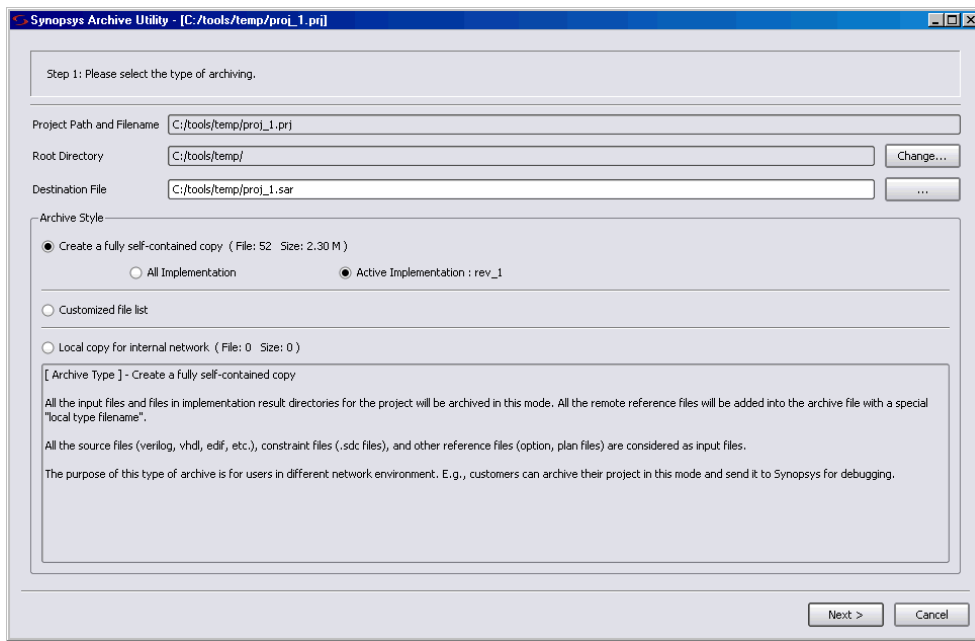 Synopsys Archive Utility - [C:/tools/temp/proj_1.prj]
Step 1: Please select the type of archiving.
Project Path and Filename C:/tools/temp/proj_1.prj
Root Directory C:/tools/temp/ Change...
Destination File C:/tools/temp/proj_1.sar ...
Archive Style
Create a fully self-contained copy ( File: 52 Size: 2.30 M )
All Implementation Active Implementation : rev_1
Customized file list
Local copy for internal network ( File: 0 Size: 0 )
[ Archive Type ] - Create a fully self-contained copy
All the input files and files in implementation result directories for the project will be archived in this mode. All the remote reference files will be added into the archive file with a special
"local type filename".
All the source files (verilog, vhdl, edif, etc.), constraint files (.sdc files), and other reference files (option, plan files) are considered as input files.
The purpose of this type of archive is for users in different network environment. E.g., customers can archive their project in this mode and send it to Synopsys for debugging.
Next > Cancel